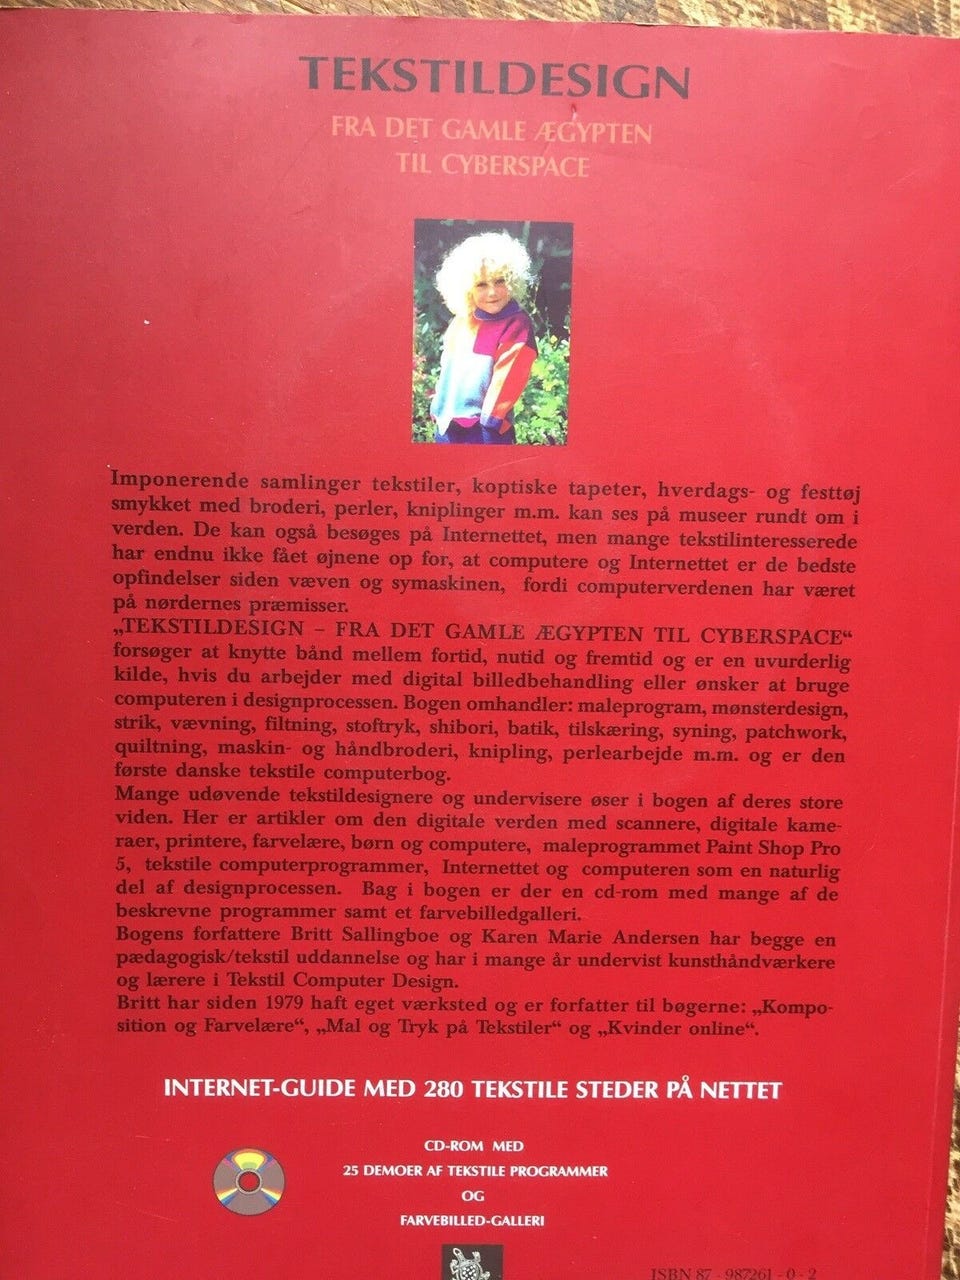 TEKSTILDESIGN
FRA DET GAMLE ÆGYPTEN
TIL CYBERSPACE
Imponerende samlinger tekstiler, koptiske tapeter, hverdags- og festtøj
smykket med broderi, perler, kniplinger m.m. kan ses på museer rundt om i
verden. De kan også besøges på Internettet, men mange tekstilinteresserede
har endnu ikke fået øjnene op for, at computere og Internettet er de bedste
opfindelser siden væven og symaskinen, fordi computerverdenen har været
på nørdernes præmisser.
„TEKSTILDESIGN – FRA DET GAMLE ÆGYPTEN TIL CYBERSPACE“
forsøger at knytte bånd mellem fortid, nutid og fremtid og er en uvurderlig
kilde, hvis du arbejder med digital billedbehandling eller ønsker at bruge
computeren i designprocessen. Bogen omhandler: maleprogram, mønsterdesign,
strik, vævning, filtning, stoftryk, shibori, batik, tilskæring, syning, patchwork,
quiltning, maskin- og håndbroderi, knipling, perlearbejde m.m. og er den
første danske tekstile computerbog.
Mange udøvende tekstildesignere og undervisere øser i bogen af deres store
viden. Her er artikler om den digitale verden med scannere, digitale kame-
raer, printere, farvelære, børn og computere, maleprogrammet Paint Shop Pro
5, tekstile computerprogrammer, Internettet og computeren som en naturlig
del af designprocessen. Bag i bogen er der en cd-rom med mange af de
beskrevne programmer samt et farvebilledgalleri.
Bogens forfattere Britt Sallingboe og Karen Marie Andersen har begge en
pædagogisk/tekstil uddannelse og har i mange år undervist kunsthåndværkere
og lærere i Tekstil Computer Design.
Britt har siden 1979 haft eget værksted og er forfatter til bøgerne: „Kompo-
sition og Farvelære“, „Mal og Tryk på Tekstiler“ og „Kvinder online“.
INTERNET-GUIDE MED 280 TEKSTILE STEDER PÅ NETTET
CD-ROM MED
25 DEMOER AF TEKSTILE PROGRAMMER
OG
FARVEBILLED-GALLERI
ISBN 87 - 987261 - 0 - 2